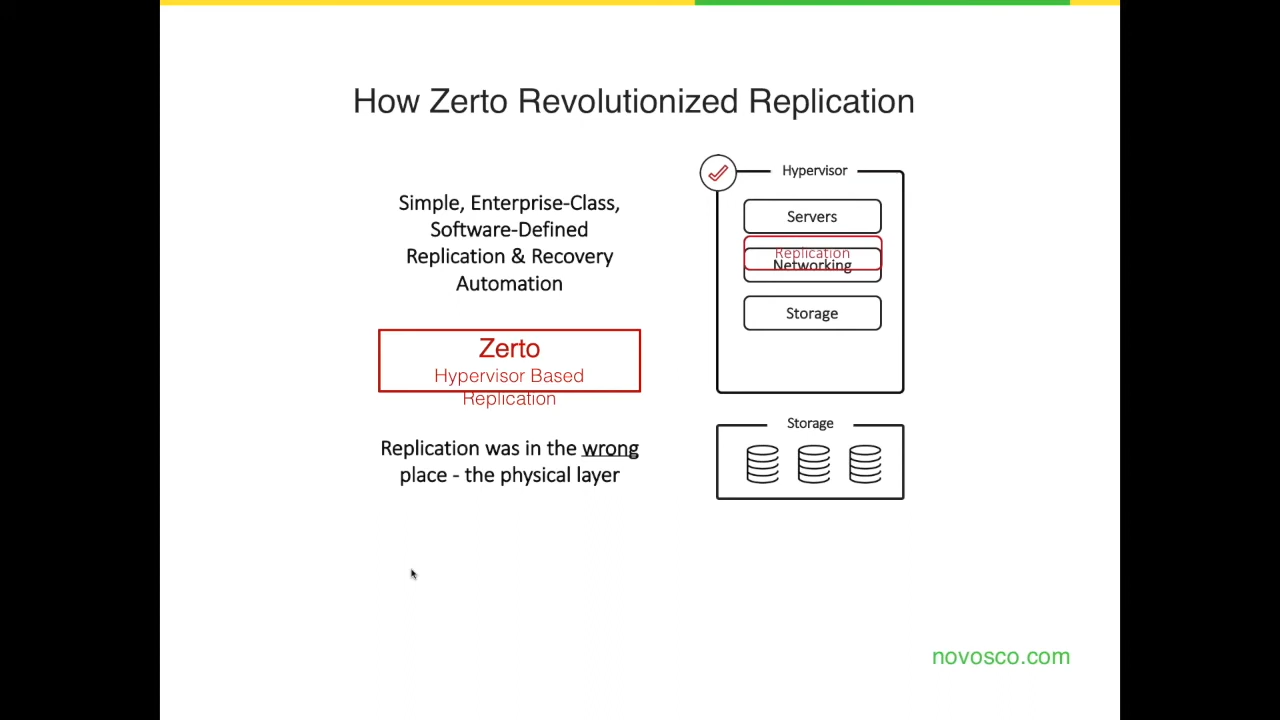 How Zerto Revolutionized Replication
Simple, Enterprise-Class,
Software-Defined
Replication & Recovery
Automation
Zerto
Hypervisor Based
Replication
Replication was in the wrong
place - the physical layer
Hypervisor
Servers
Replication
Networking
Storage
Storage
novosco.com